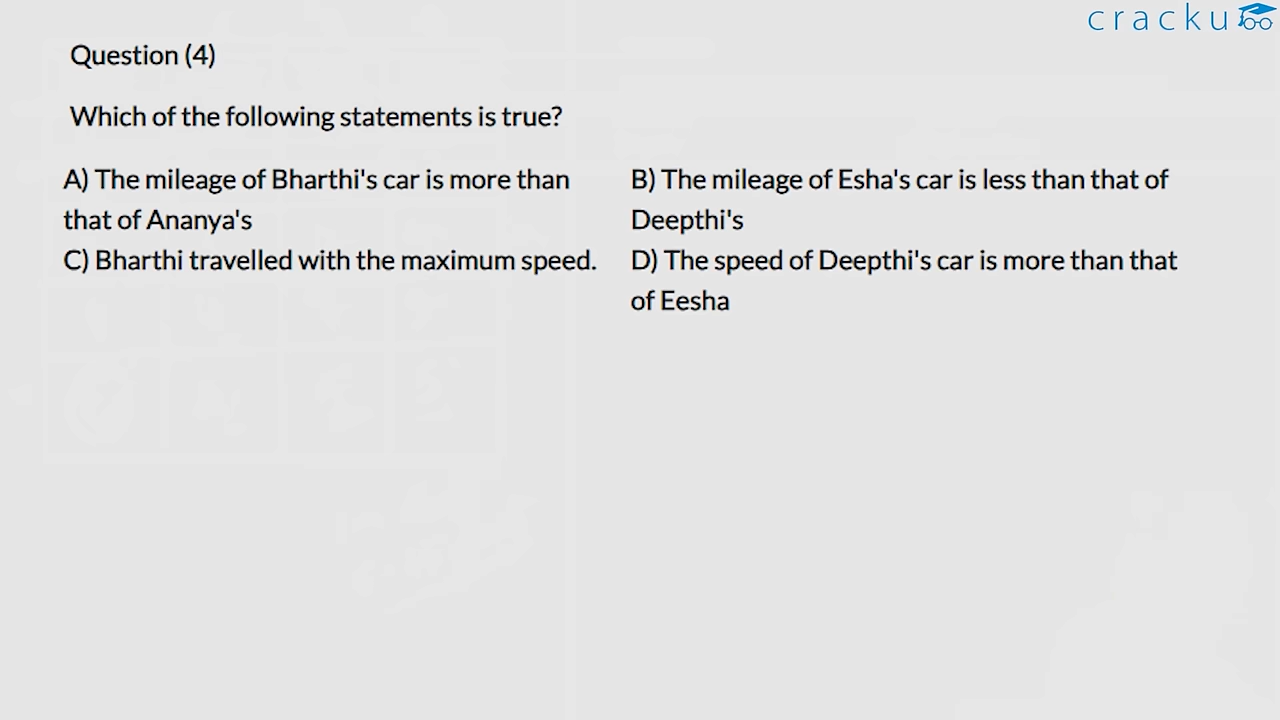 cracku
Question (4)
Which of the following statements is true?
A) The mileage of Bharthi's car is more than
that of Ananya's
B) The mileage of Esha's car is less than that of
Deepthi's
C) Bharthi travelled with the maximum speed.
D) The speed of Deepthi's car is more than that
of Eesha